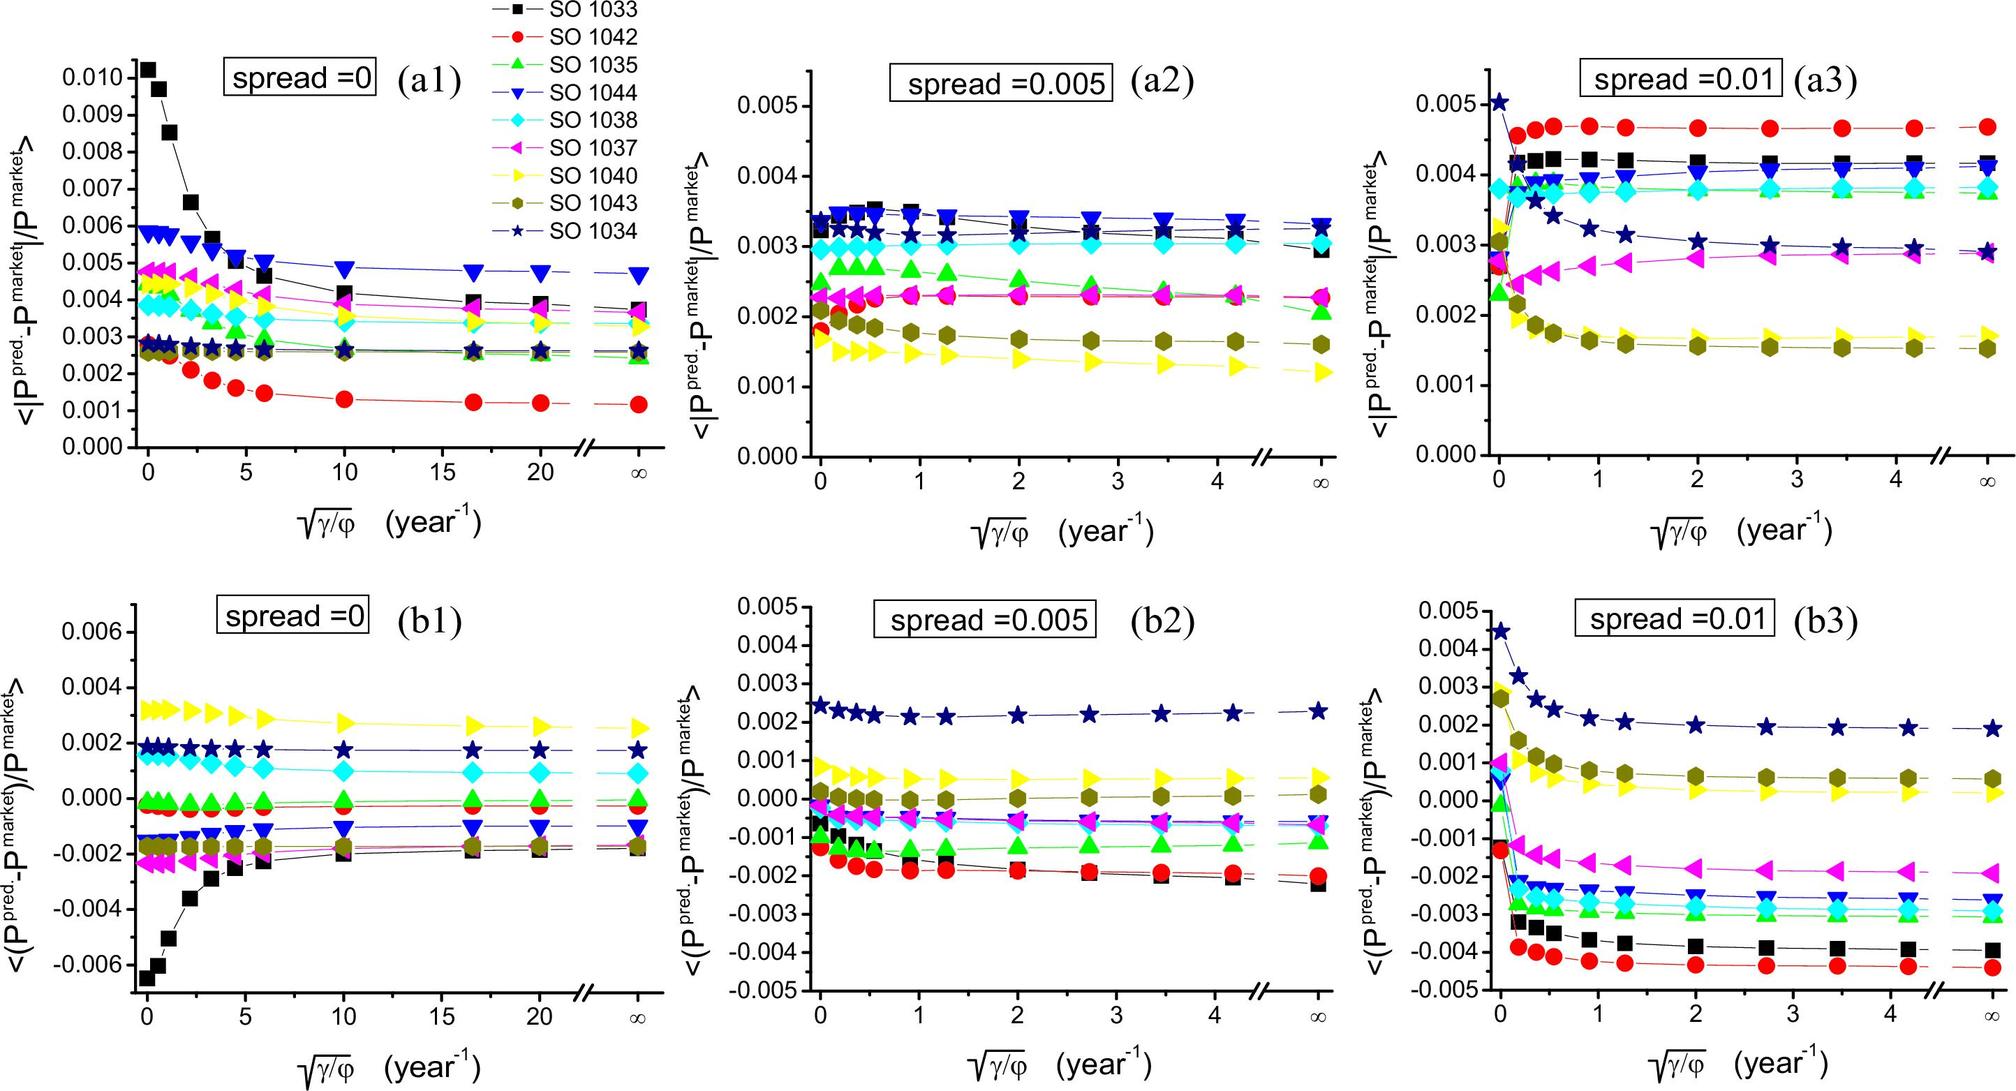 SO 1033
SO 1042
SO 1035
SO 1044
SO 1038
SO 1037
SO 1040
SO 1043
SO 1034
spread =0 (a1)
<|P^pred.-P^market|/P^market>
0.010
0.009
0.008
0.007
0.006
0.005
0.004
0.003
0.002
0.001
0.000
0 5 10 15 20 ∞
√γ/φ (year^-1)
spread =0.005 (a2)
<|P^pred.-P^market|/P^market>
0.005
0.004
0.003
0.002
0.001
0.000
0 1 2 3 4 ∞
√γ/φ (year^-1)
spread =0.01 (a3)
<|P^pred.-P^market|/P^market>
0.005
0.004
0.003
0.002
0.001
0.000
0 1 2 3 4 ∞
√γ/φ (year^-1)
spread =0 (b1)
<(P^pred.-P^market)/P^market>
0.006
0.004
0.002
0.000
-0.002
-0.004
-0.006
0 5 10 15 20 ∞
√γ/φ (year^-1)
spread =0.005 (b2)
<(P^pred.-P^market)/P^market>
0.005
0.004
0.003
0.002
0.001
0.000
-0.001
-0.002
-0.003
-0.004
-0.005
0 1 2 3 4 ∞
√γ/φ (year^-1)
spread =0.01 (b3)
<(P^pred.-P^market)/P^market>
0.005
0.004
0.003
0.002
0.001
0.000
-0.001
-0.002
-0.003
-0.004
-0.005
0 1 2 3 4 ∞
√γ/φ (year^-1)